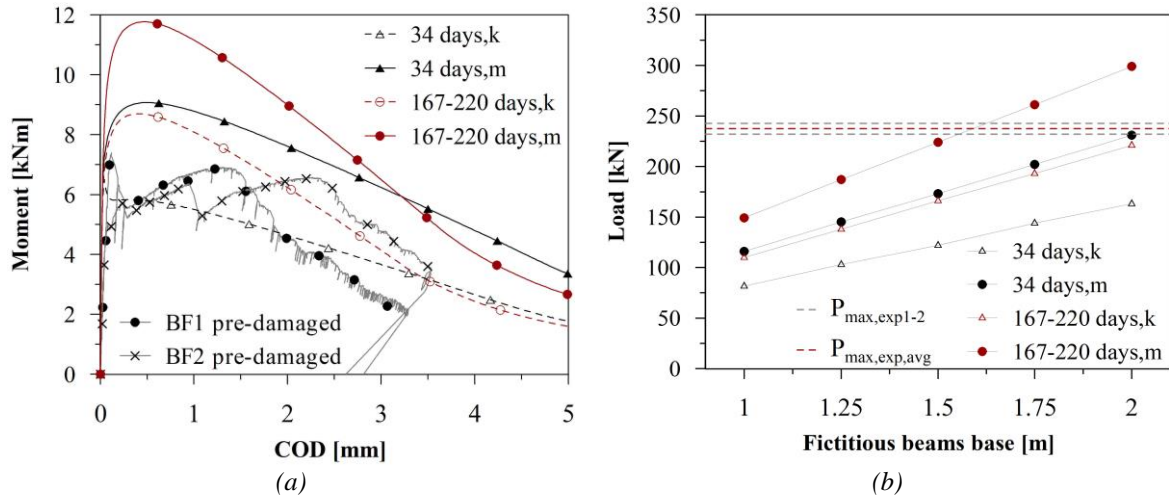 12
10
8
6
4
2
0
Moment [kNm]
34 days,k
34 days,m
167-220 days,k
167-220 days,m
BF1 pre-damaged
BF2 pre-damaged
0 1 2 3 4 5
COD [mm]
(a)
350
300
250
200
150
100
50
0
Load [kN]
34 days,k
34 days,m
167-220 days,k
167-220 days,m
Pmax,exp1-2
Pmax,exp,avg
1 1.25 1.5 1.75 2
Fictitious beams base [m]
(b)